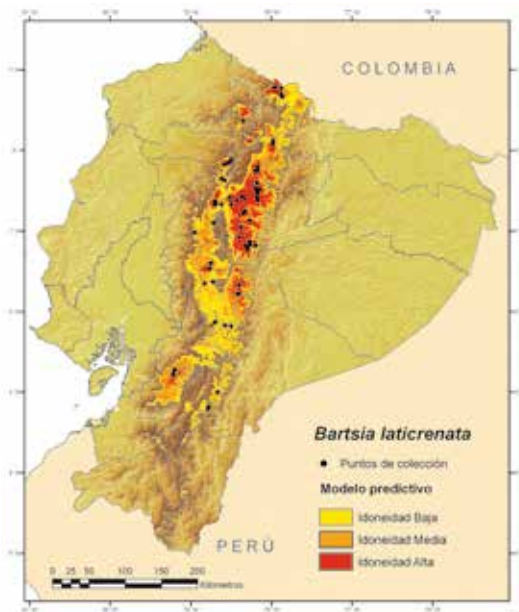 COLOMBIA
Bartsia laticrenata
Puntos de colección
Modelo predictivo
Idoneidad Baja
Idoneidad Media
Idoneidad Alta
PERÚ
0 25 50 100 150 200
Kilometros